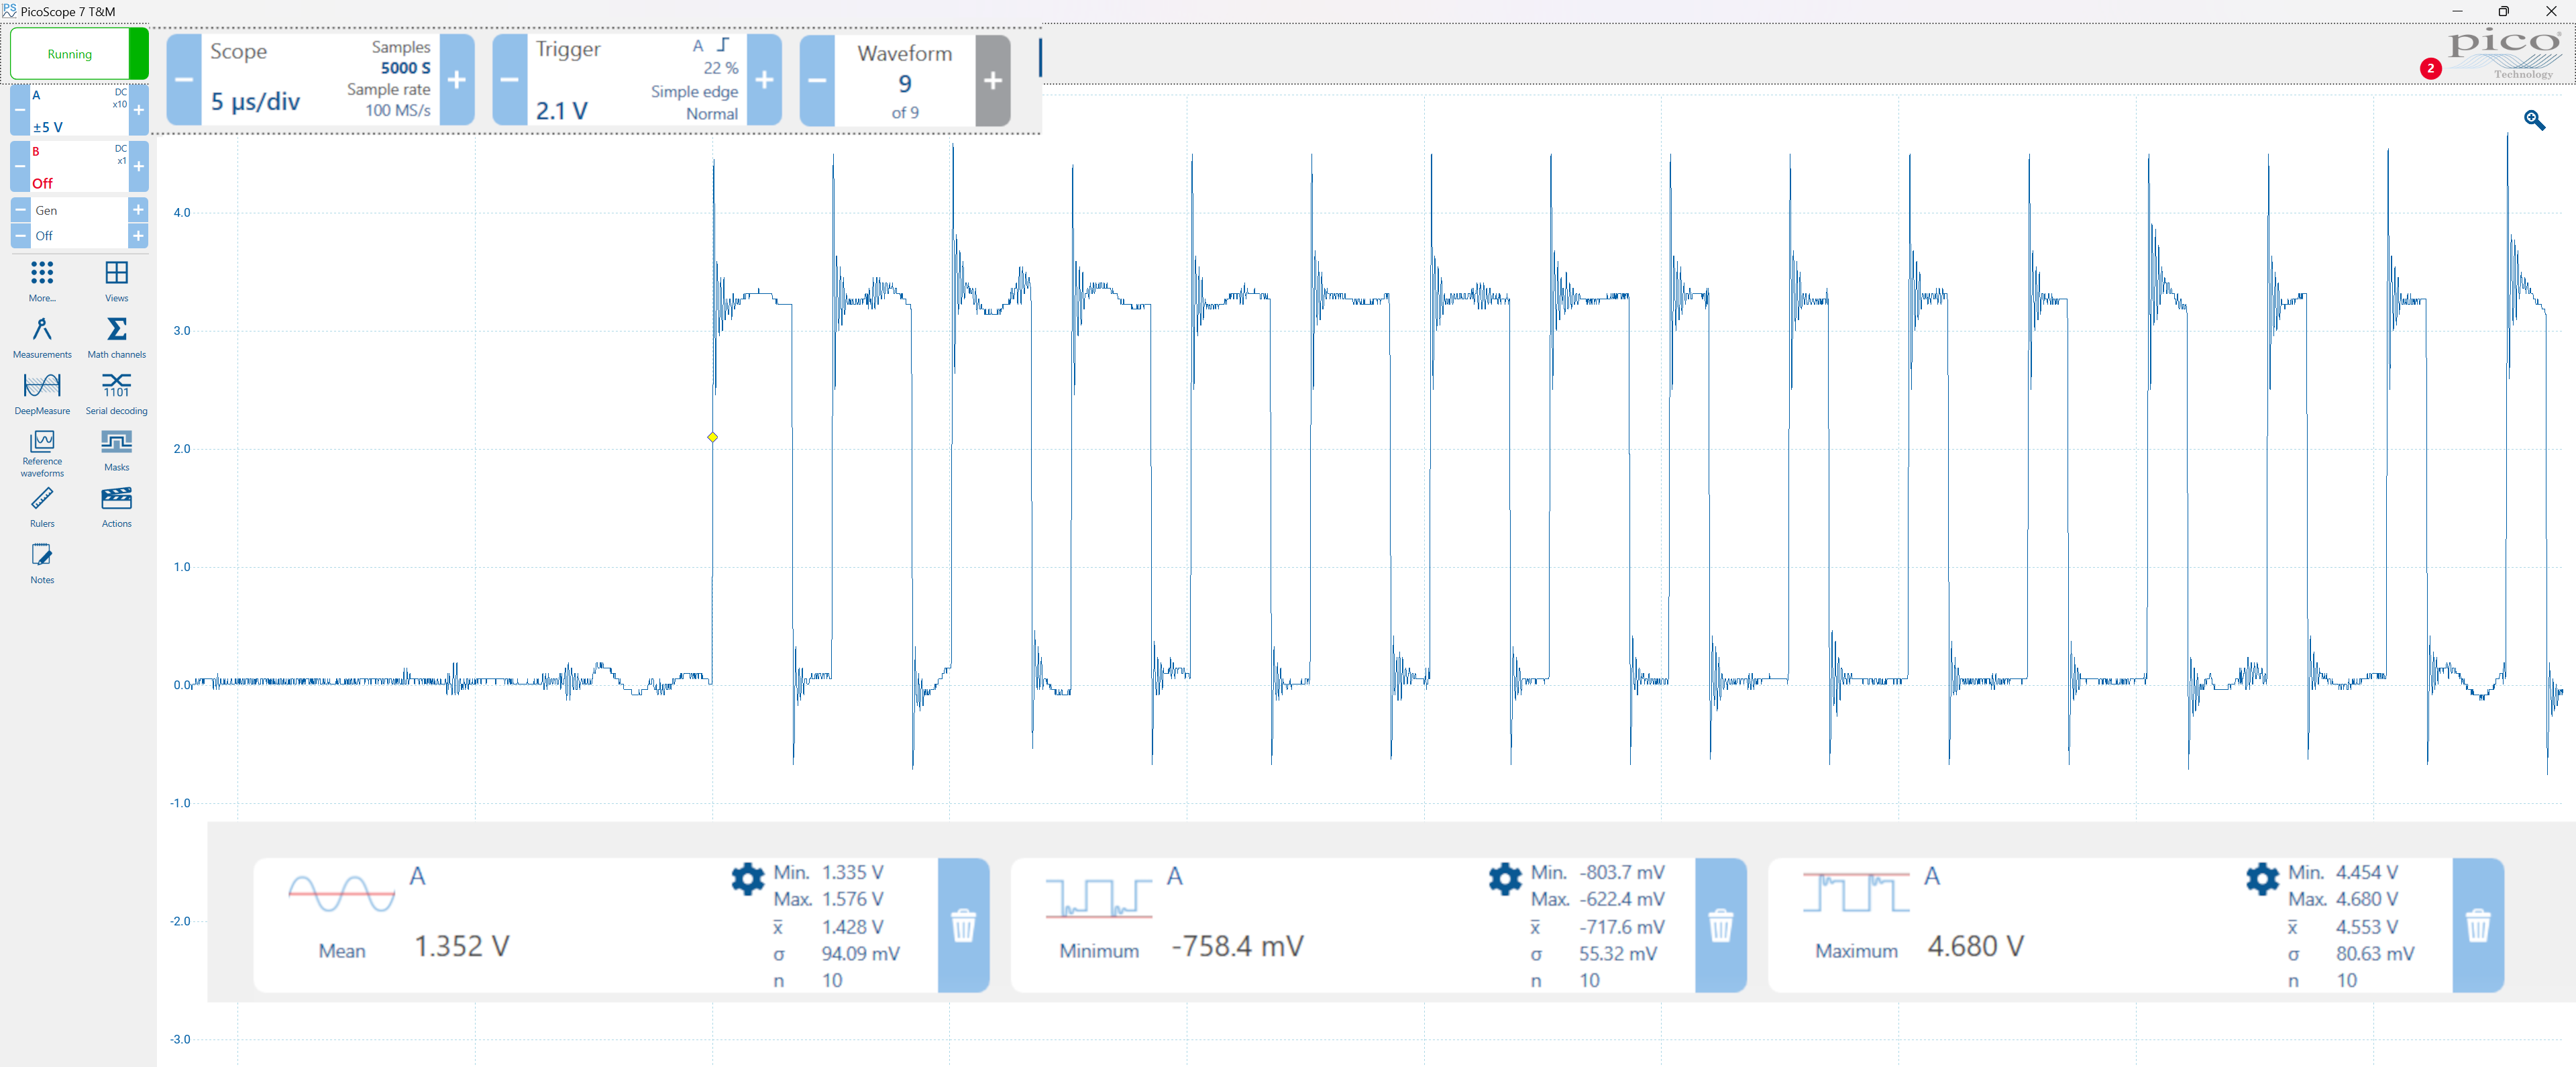 PicoScope 7 T&M
Running
Scope
5 µs/div
Samples
5000 S
Sample rate
100 MS/s
Trigger
2.1 V
A
22 %
Simple edge
Normal
Waveform
9
of 9
2
pico
Technology
A
DC
x10
±5 V
B
DC
x1
Off
Gen
Off
More...
Views
Measurements
Math channels
DeepMeasure
1101
Serial decoding
Reference
waveforms
Masks
Rulers
Actions
Notes
4.0
3.0
2.0
1.0
0.0
-1.0
-2.0
-3.0
A
Mean
1.352 V
Min. 1.335 V
Max. 1.576 V
x̄ 1.428 V
σ 94.09 mV
n 10
A
Minimum
-758.4 mV
Min. -803.7 mV
Max. -622.4 mV
x̄ -717.6 mV
σ 55.32 mV
n 10
A
Maximum
4.680 V
Min. 4.454 V
Max. 4.680 V
x̄ 4.553 V
σ 80.63 mV
n 10